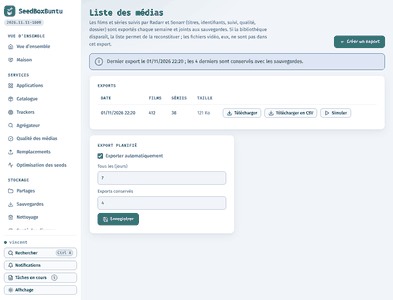 SeedBoxBuntu
2026.11.11-1600
VUE D'ENSEMBLE
Vue d'ensemble
Maison
SERVICES
Applications
Catalogue
Trackers
Agrégateur
Qualité des médias
Remplacements
Optimisation des seeds
STOCKAGE
Partages
Sauvegardes
Nettoyage
vincent
Rechercher
Ctrl K
Notifications
Tâches en cours
Affichage
Liste des médias
Les films et séries suivis par Radarr et Sonarr (titres, identifiants, suivi, qualité,
dossier) sont exportés chaque semaine et joints aux sauvegardes. Si la bibliothèque
disparaît, la liste permet de la reconstituer ; les fichiers vidéo, eux, ne sont pas dans
cet export.
Créer un export
Dernier export le 01/11/2026 22:20 ; les 4 derniers sont conservés avec les sauvegardes.
EXPORTS
DATE FILMS SÉRIES TAILLE
01/11/2026 22:20 412 38 121 Ko Télécharger Télécharger en CSV Simuler
EXPORT PLANIFIÉ
Exporter automatiquement
Tous les (jours)
7
Exports conservés
4
Enregistrer